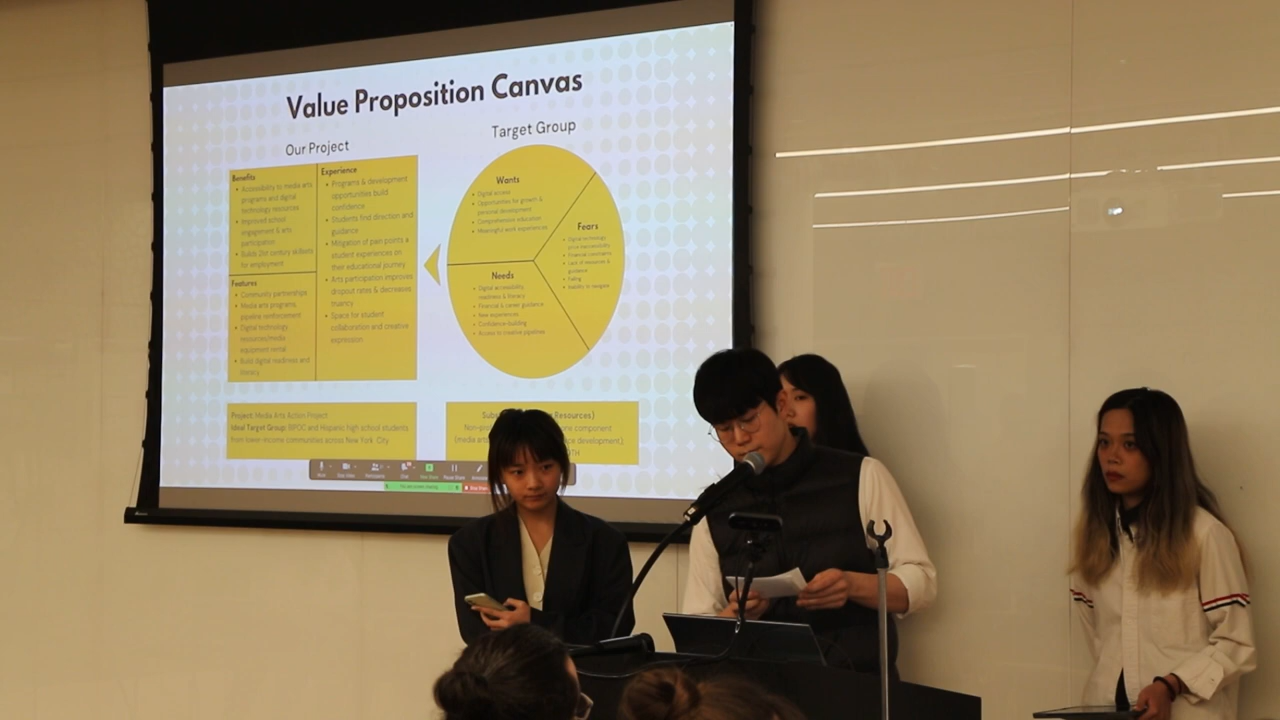 Value Proposition Canvas
Our Project
Target Group
Benefits
Accessibility to media arts
programs and digital
technology resources
Improved school
engagement & arts
participation
Builds 21st century skillsets
for employment
Features
Community partnerships
Media arts programs
pipeline reinforcement
Digital technology
resources/media
equipment rental
Build digital readiness and
literacy
Experience
Programs & development
opportunities build
confidence
Students find direction and
guidance
Mitigation of pain points a
student experiences on
their educational journey
Arts participation improves
dropout rates & decreases
truancy
Space for student
collaboration and creative
expression
Wants
Digital access
Opportunities for growth &
personal development
Comprehensive education
Meaningful work experiences
Fears
Digital technology
price inaccessibility
Financial constraints
Lack of resources &
guidance
Failing
Inability to navigate
Needs
Digital accessibility,
readiness & literacy
Financial & career guidance
New experiences
Confidence-building
Access to creative pipelines
Project: Media Arts Action Project
Ideal Target Group: BIPOC and Hispanic high school students
from lower-income communities across New York City
Resources)
component
(media arts
development)